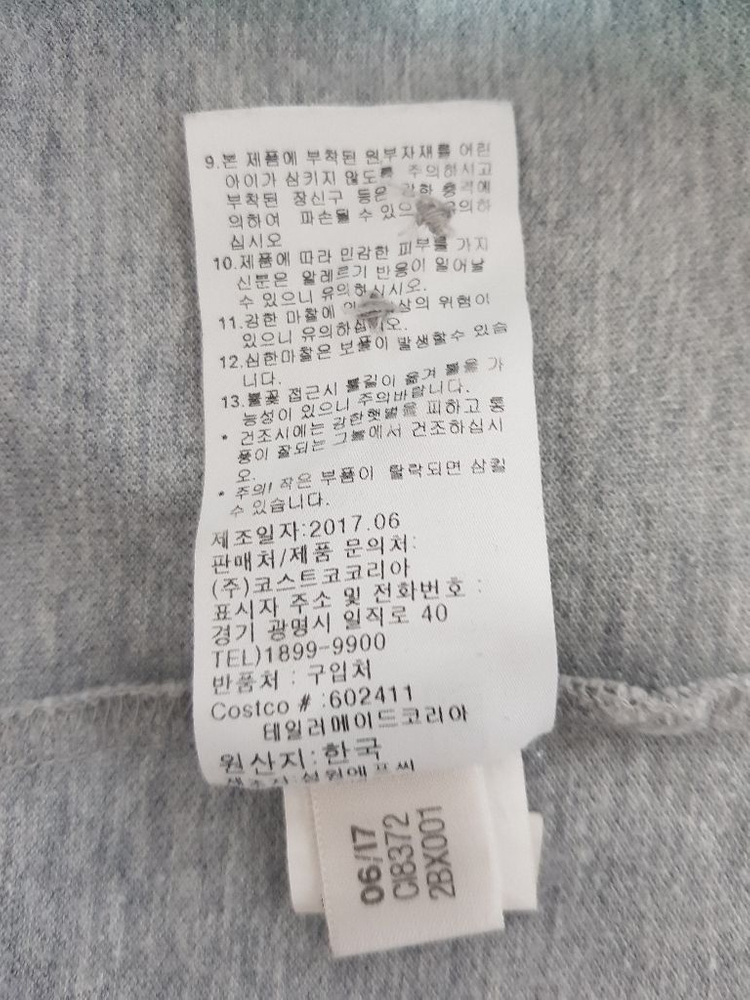 9.본 제품에 부착된 원부자재를 어린
아이가 삼키지 않도록 주의하시고
부착된 장신구 등은 강한 충격에
의하여 파손될 수 있으 유의하
십시오
10.제품에 따라 민감한 피부를 가지
신분은 알레르기 반응이 일어날
수 있으니 유의하십시오.
11.강한 마찰에 상의 위험이
있으니 유의하십시오.
12.심한마찰은 보풀이 발생할수 있습
니다.
13.불꽃 접근시 불길이 옮겨 붙을 가
능성이 있으니 주의바랍니다.
* 건조시에는 강한햇볕을 피하고 통
풍이 잘되는 그늘에서 건조하십시
오.
* 주의! 작은 부품이 탈락되면 삼킬
수 있습니다.
제조일자:2017.06
판매처/제품 문의처:
(주)코스트코코리아
표시자 주소 및 전화번호 :
경기 광명시 일직로 40
TEL)1899-9900
반품처 : 구입처
Costco # :602411
테일러메이드코리아
원산지:한국
06/17
CI8372
2BX001